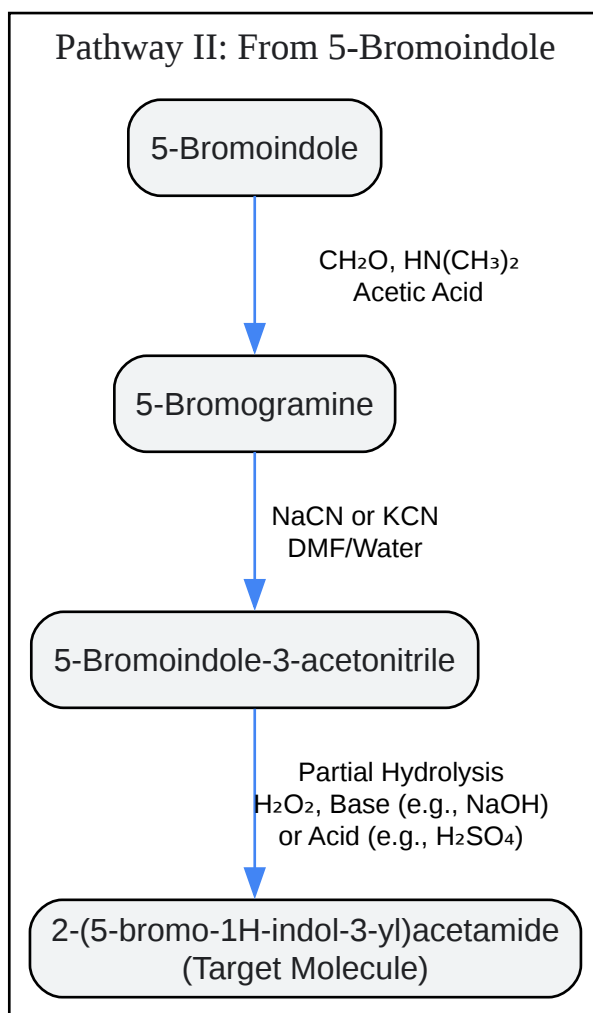 Pathway II: From 5-Bromoindole
5-Bromoindole
CH₂O, HN(CH₃)₂
Acetic Acid
5-Bromogramine
NaCN or KCN
DMF/Water
5-Bromoindole-3-acetonitrile
Partial Hydrolysis
H₂O₂, Base (e.g., NaOH)
or Acid (e.g., H₂SO₄)
2-(5-bromo-1H-indol-3-yl)acetamide
(Target Molecule)